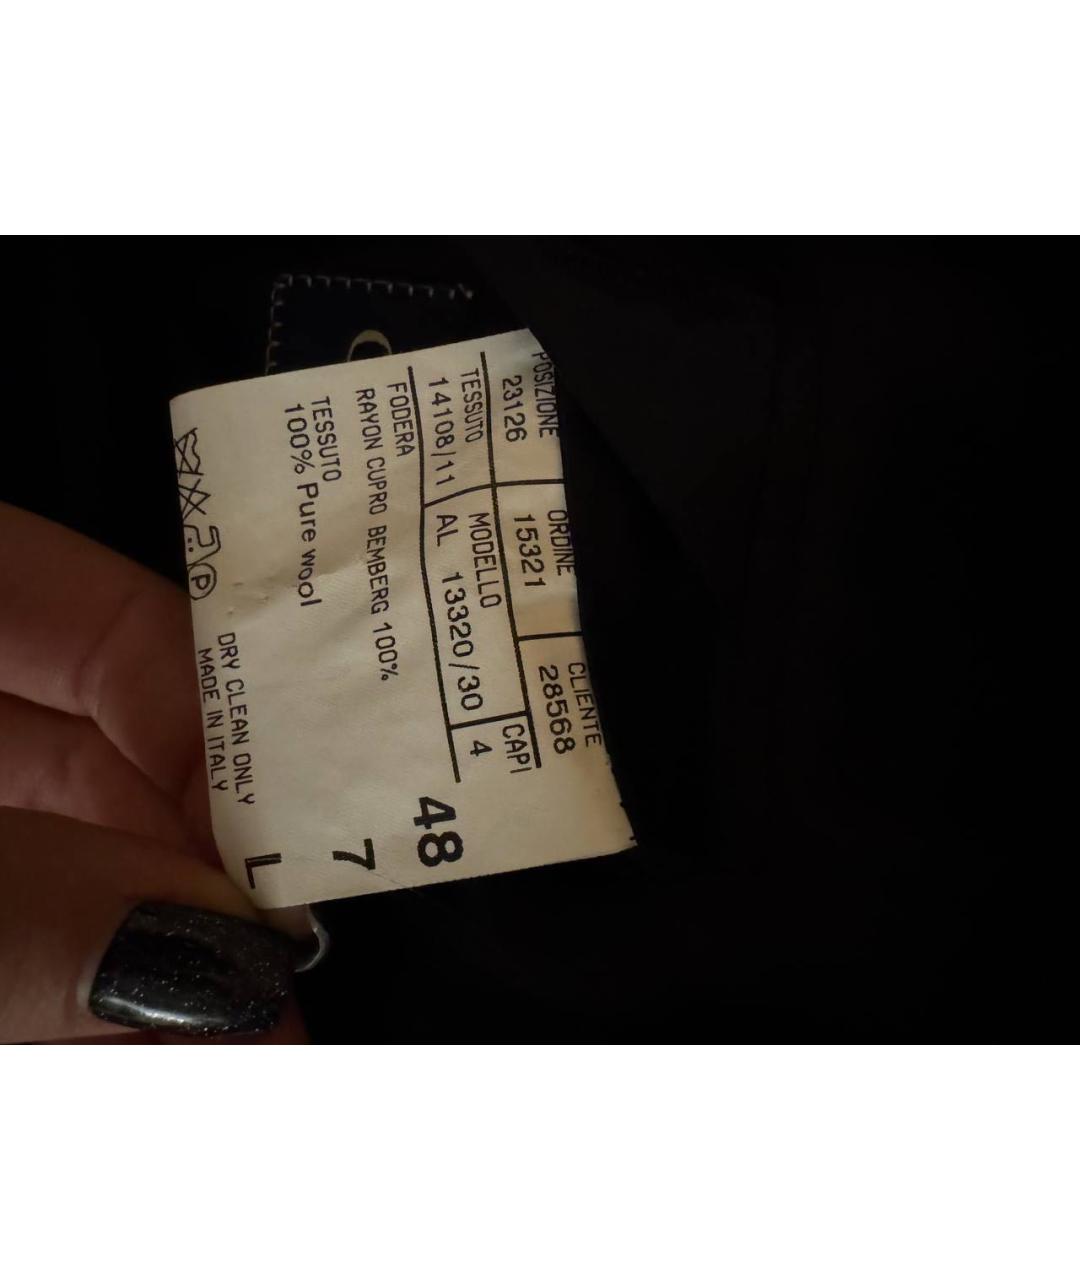 POSIZIONE ORDINE CLIENTE
23126 15321 28568
TESSUTO MODELLO CAPI
14108/11 AL 13320/30 4
FODERA
RAYON CUPRO BEMBERG 100%
48
TESSUTO
100% Pure wool
7
P
DRY CLEAN ONLY
MADE IN ITALY
L